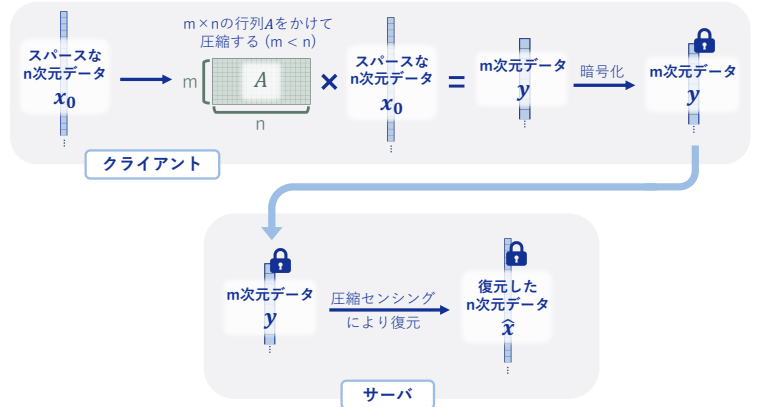 m×nの行列Aをかけて
圧縮する (m < n)
スパースな
n次元データ
x₀
m
A
n
×
スパースな
n次元データ
x₀
=
m次元データ
y
暗号化
m次元データ
y
クライアント
m次元データ
y
圧縮センシング
により復元
復元した
n次元データ
x̂
サーバ